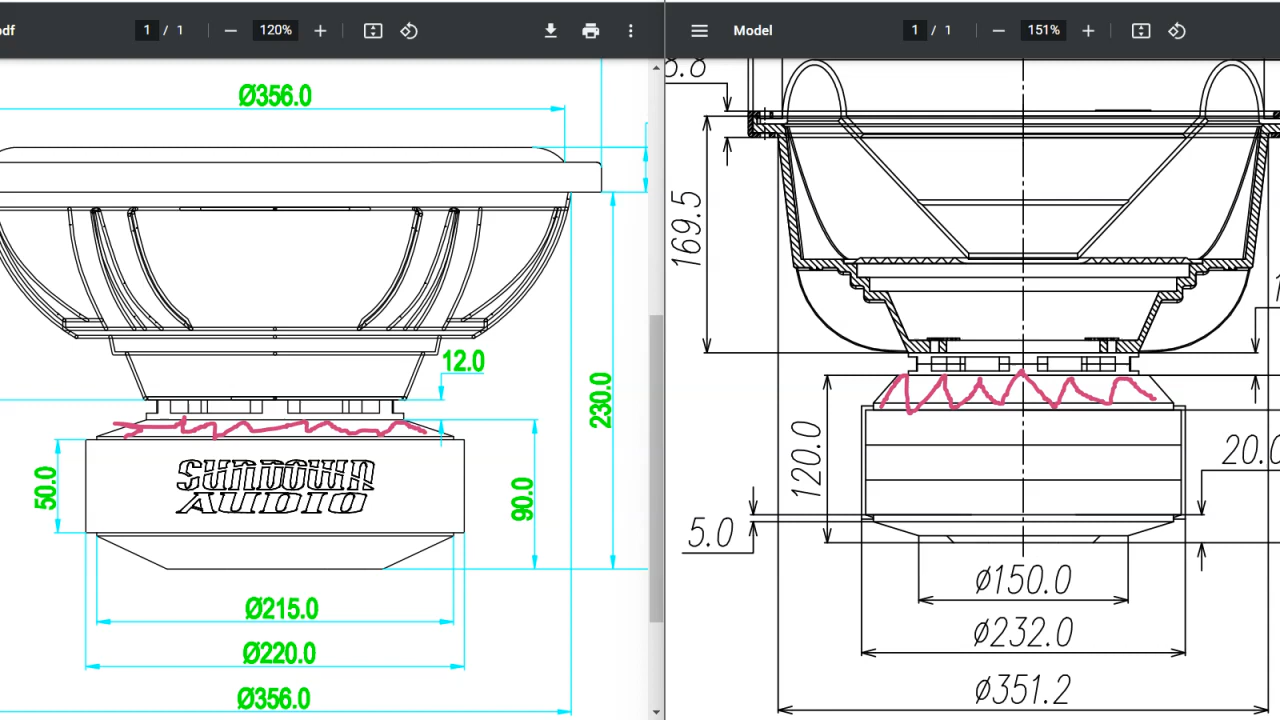 df
1 / 1
120%
Model
1 / 1
151%
Ø356.0
12.0
230.0
50.0
SUNDOWN
AUDIO
90.0
Ø215.0
Ø220.0
Ø356.0
8.8
169.5
120.0
20.0
5.0
Ø150.0
Ø232.0
Ø351.2